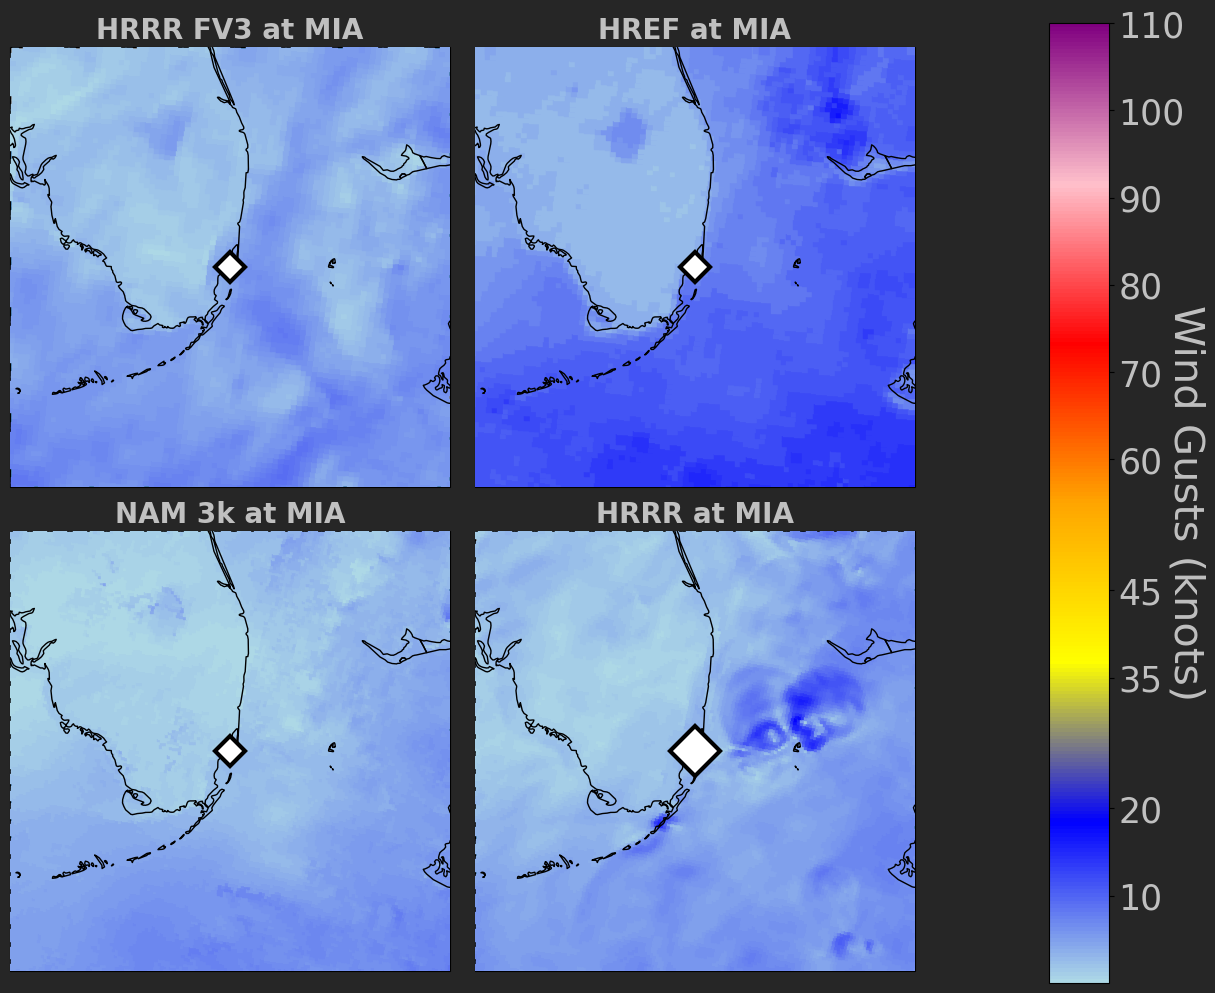 HRRR FV3 at MIA
HREF at MIA
NAM 3k at MIA
HRRR at MIA
110
100
90
80
70
60
45
35
20
10
Wind Gusts (knots)